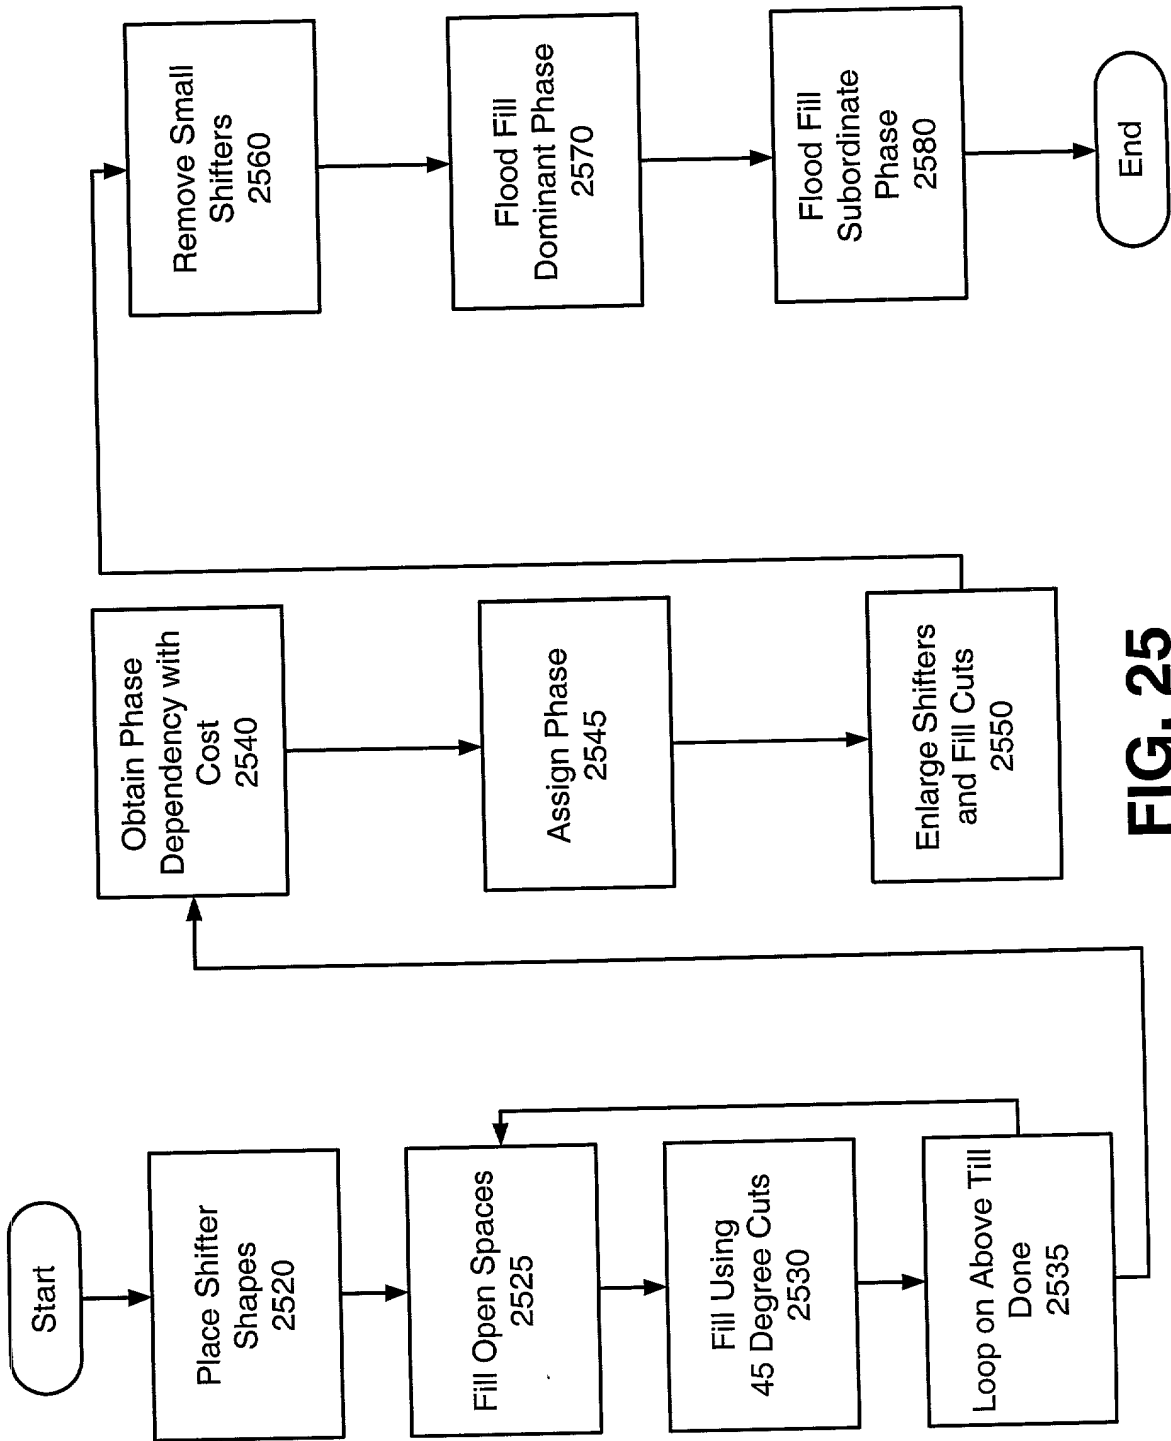 Start
Place Shifter
Shapes
2520
Fill Open Spaces
2525
Fill Using
45 Degree Cuts
2530
Loop on Above Till
Done
2535
Obtain Phase
Dependency with
Cost
2540
Assign Phase
2545
Enlarge Shifters
and Fill Cuts
2550
Remove Small
Shifters
2560
Flood Fill
Dominant Phase
2570
Flood Fill
Subordinate
Phase
2580
End
FIG. 25